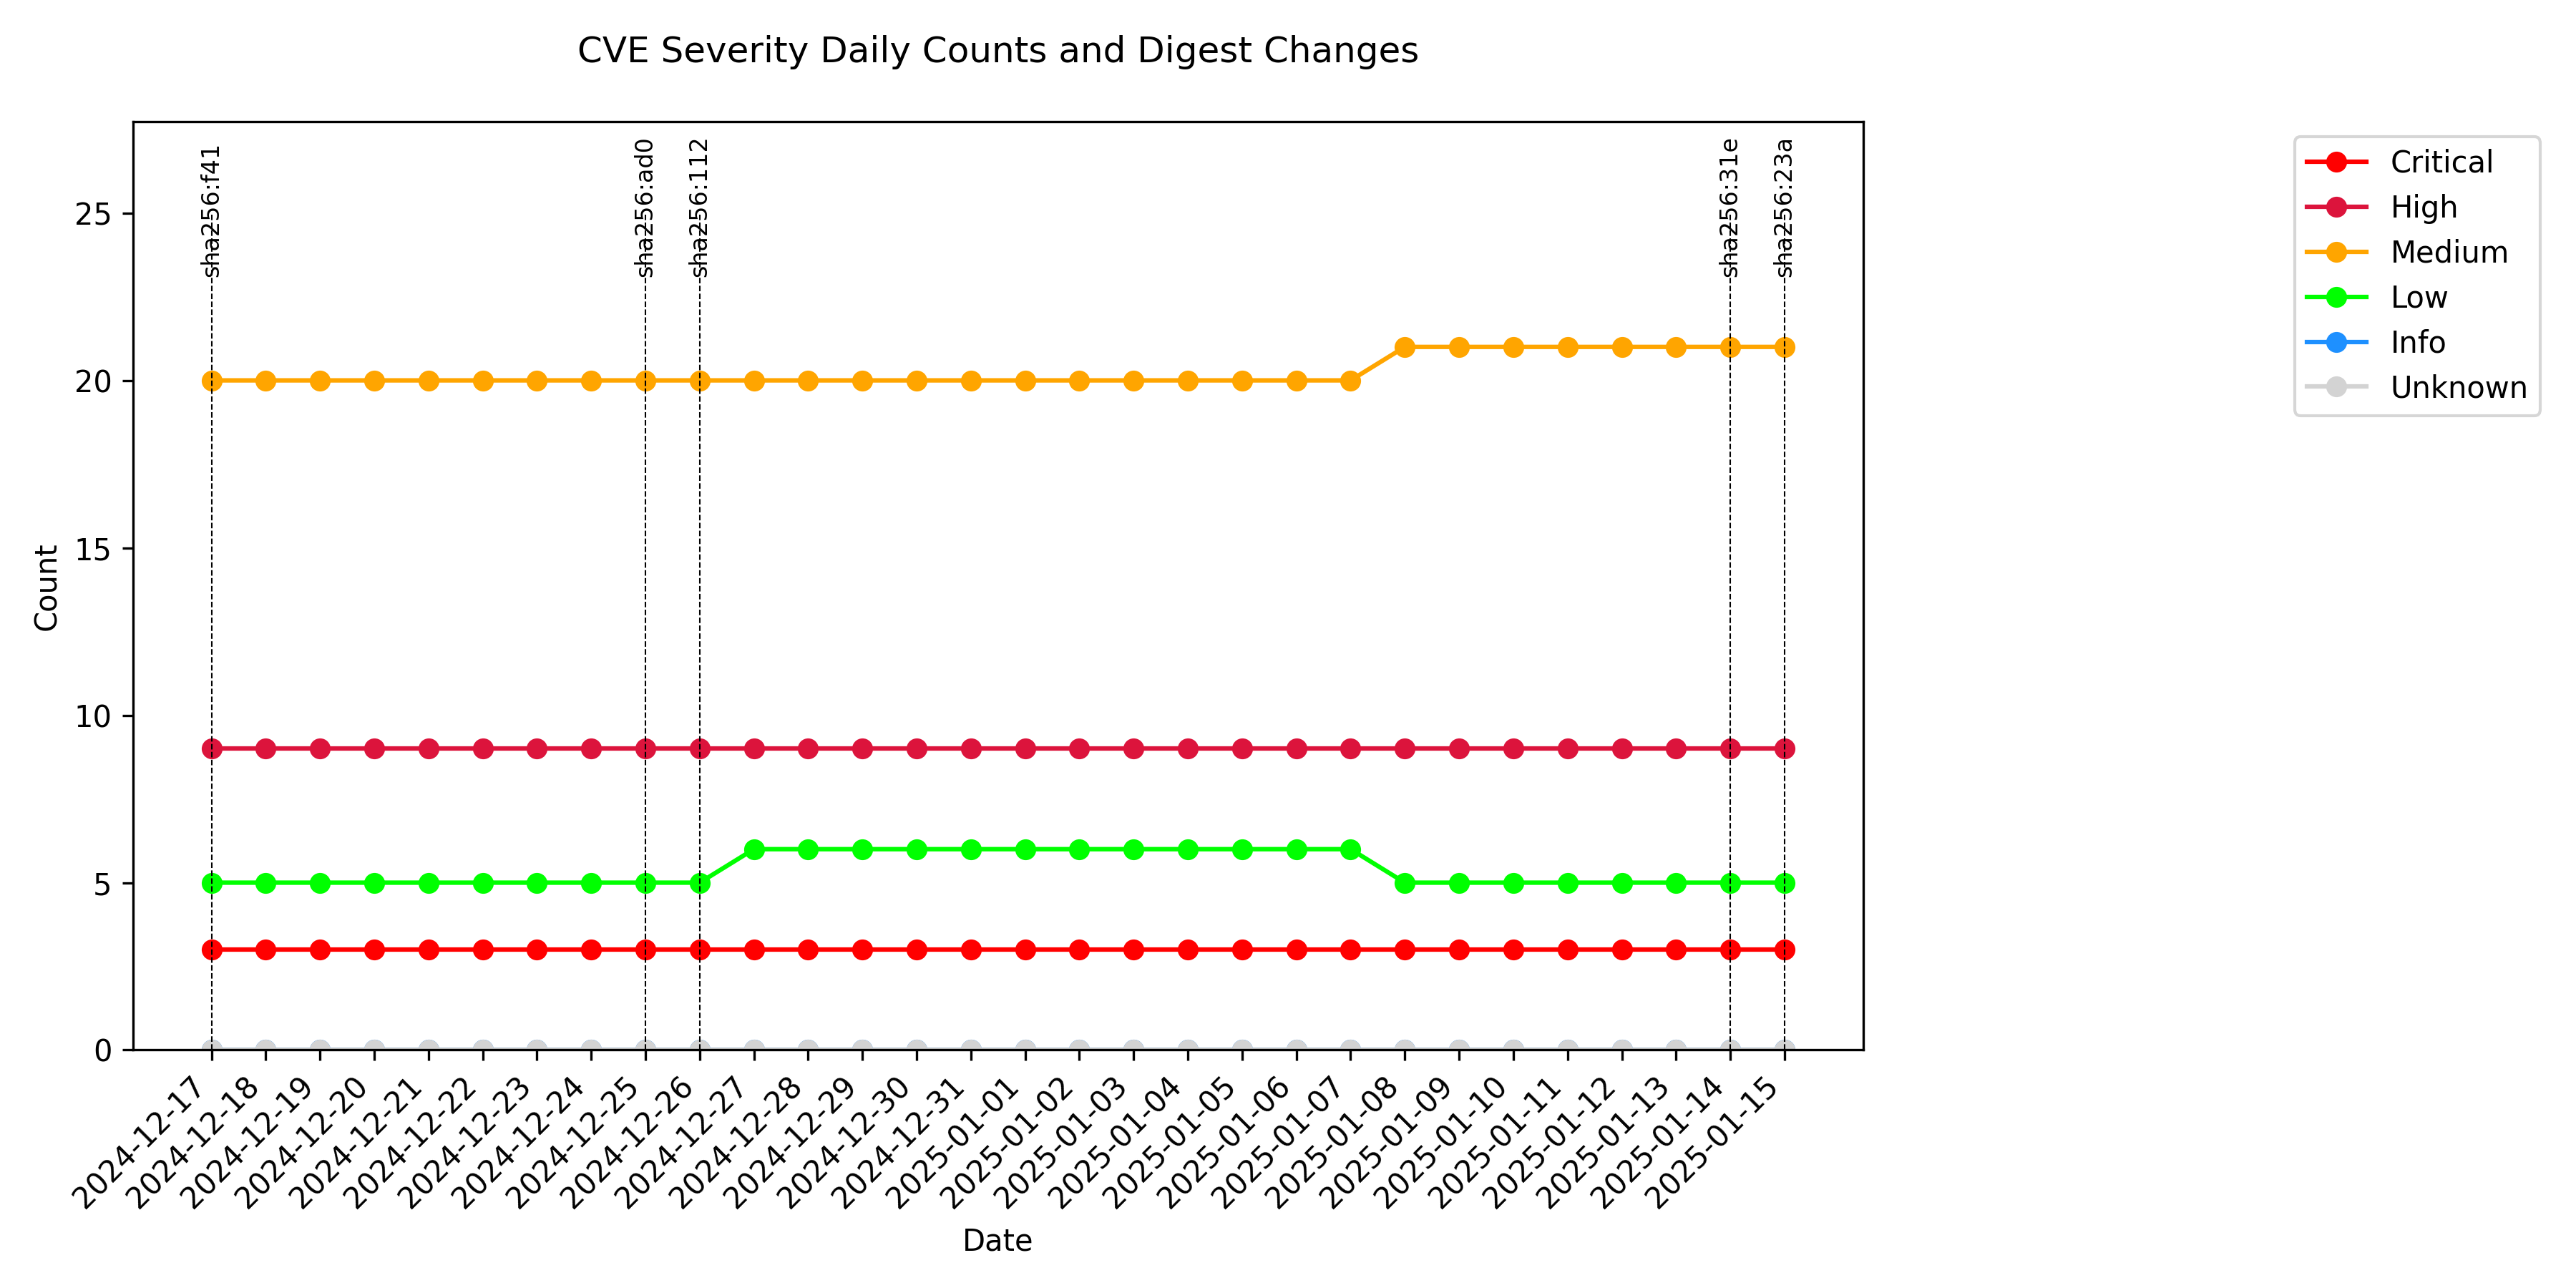 CVE Severity Daily Counts and Digest Changes
sha256:f41
sha256:ad0
sha256:112
sha256:31e
sha256:23a
Critical
High
Medium
Low
Info
Unknown
Count
25
20
15
10
5
0
2024-12-17
2024-12-18
2024-12-19
2024-12-20
2024-12-21
2024-12-22
2024-12-23
2024-12-24
2024-12-25
2024-12-26
2024-12-27
2024-12-28
2024-12-29
2024-12-30
2024-12-31
2025-01-01
2025-01-02
2025-01-03
2025-01-04
2025-01-05
2025-01-06
2025-01-07
2025-01-08
2025-01-09
2025-01-10
2025-01-11
2025-01-12
2025-01-13
2025-01-14
2025-01-15
Date